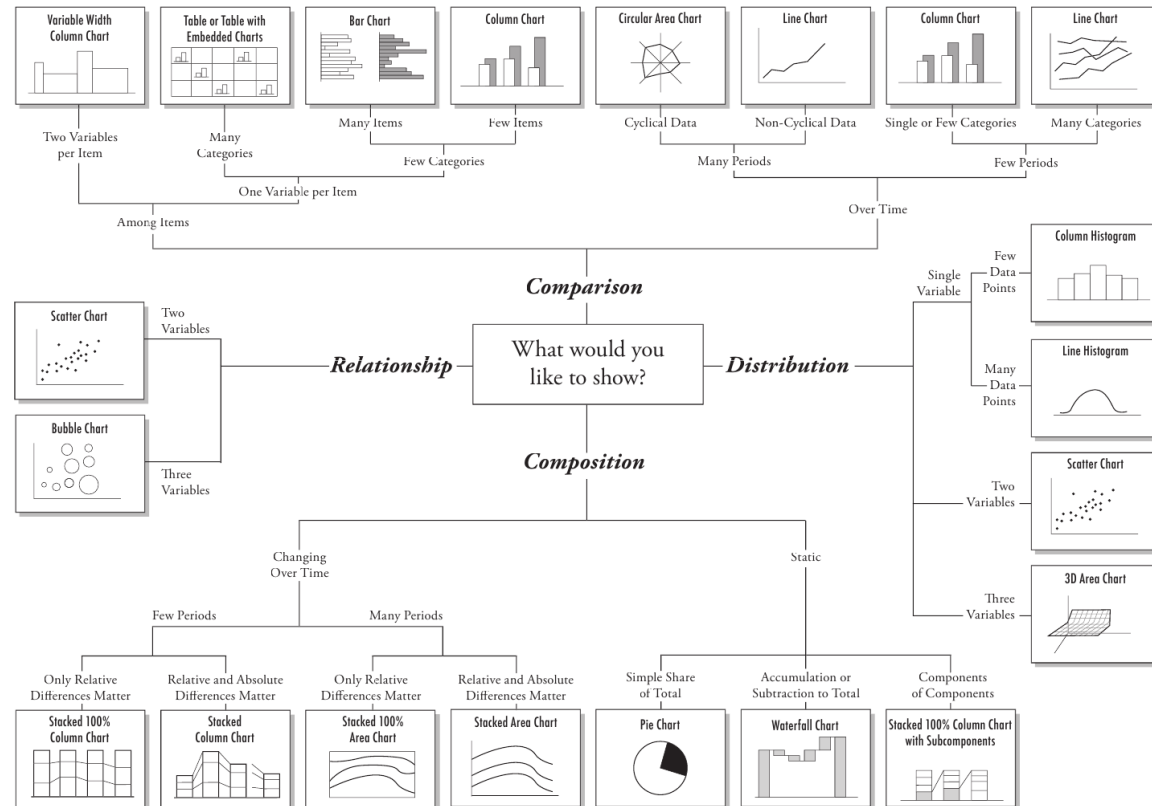 Variable Width
Column Chart
Table or Table with
Embedded Charts
Bar Chart
Column Chart
Circular Area Chart
Line Chart
Column Chart
Line Chart
Two Variables
per Item
Many
Categories
Many Items
Few Items
Cyclical Data
Non-Cyclical Data
Single or Few Categories
Many Categories
Few Categories
Many Periods
Few Periods
One Variable per Item
Among Items
Over Time
Comparison
What would you
like to show?
Relationship
Two
Variables
Scatter Chart
Three
Variables
Bubble Chart
Distribution
Single
Variable
Few
Data
Points
Column Histogram
Many
Data
Points
Line Histogram
Two
Variables
Scatter Chart
Three
Variables
3D Area Chart
Composition
Changing
Over Time
Static
Few Periods
Many Periods
Only Relative
Differences Matter
Relative and Absolute
Differences Matter
Only Relative
Differences Matter
Relative and Absolute
Differences Matter
Simple Share
of Total
Accumulation or
Subtraction to Total
Components
of Components
Stacked 100%
Column Chart
Stacked
Column Chart
Stacked 100%
Area Chart
Stacked Area Chart
Pie Chart
Waterfall Chart
Stacked 100% Column Chart
with Subcomponents